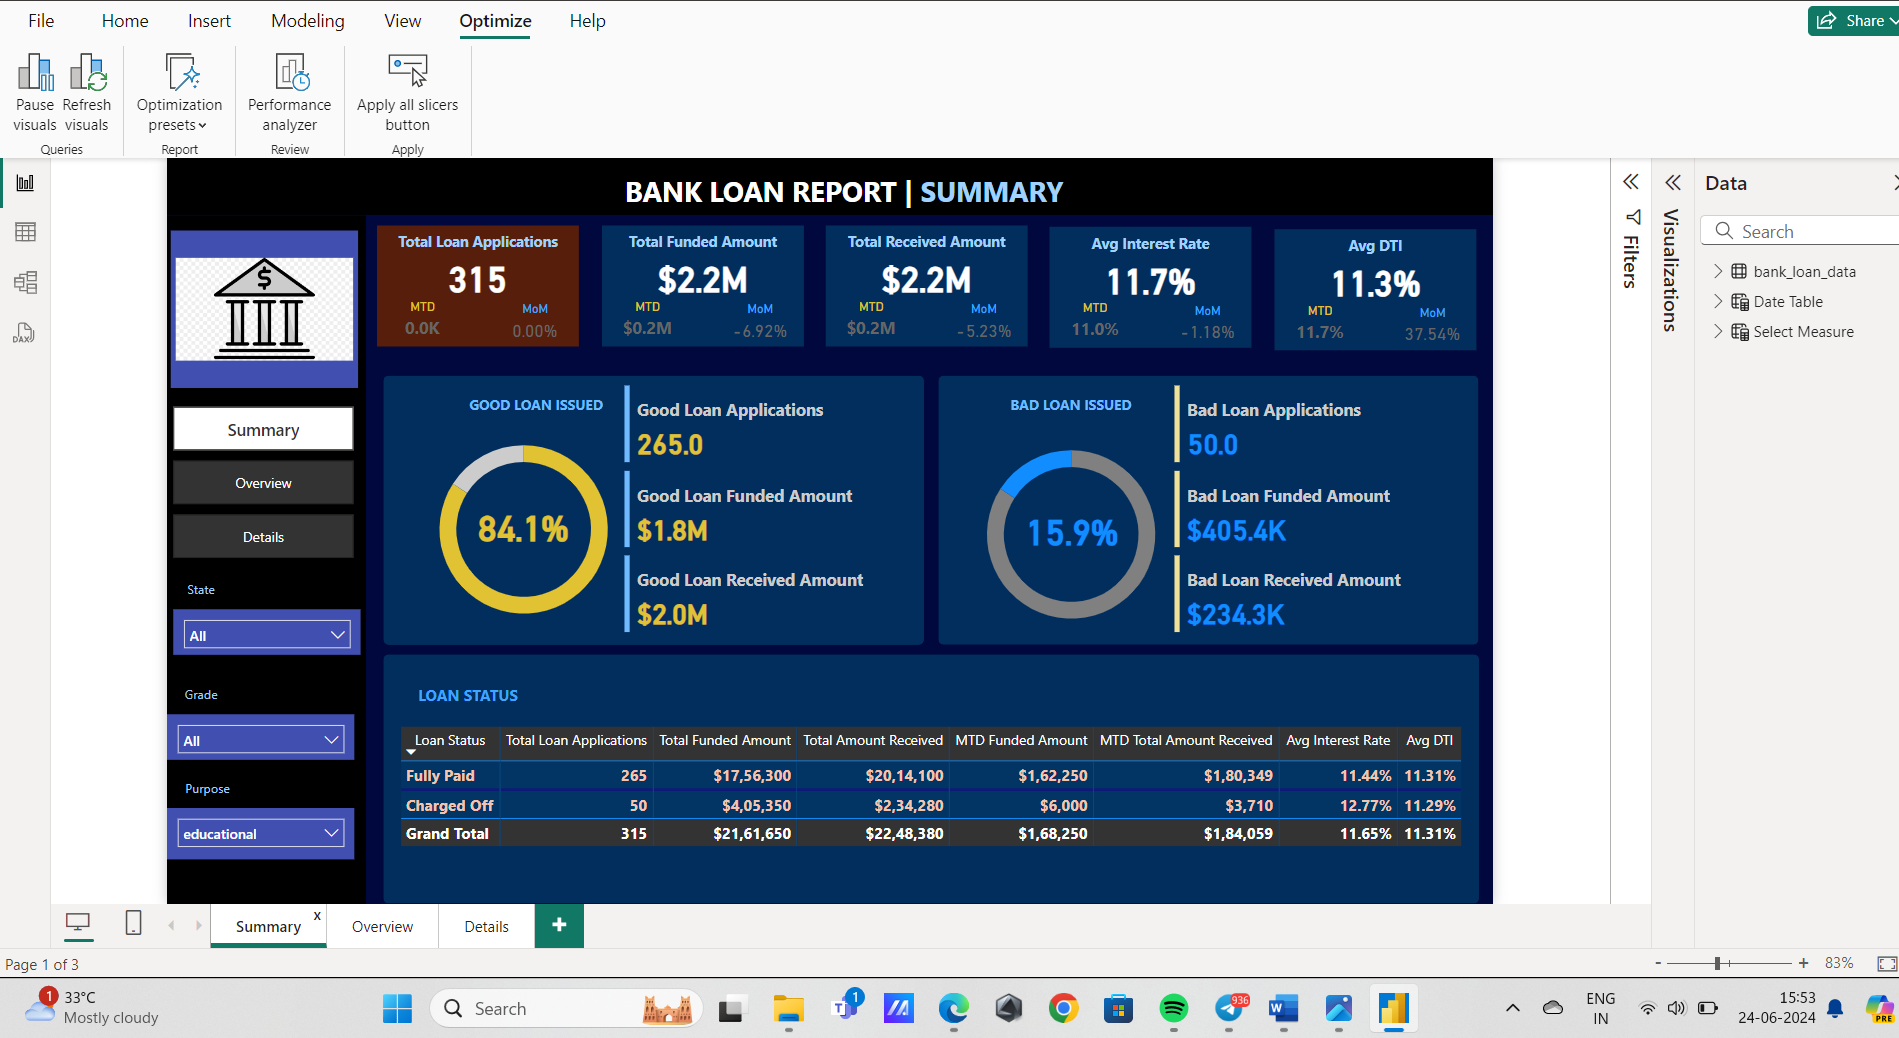 File Home Insert Modeling View Optimize Help
Share
Pause visuals
Refresh visuals
Optimization presets
Performance analyzer
Apply all slicers button
Queries
Report
Review
Apply
DAX
BANK LOAN REPORT | SUMMARY
$
Summary
Overview
Details
State
All
Grade
All
Purpose
educational
Total Loan Applications
315
MTD MoM
0.0K 0.00%
Total Funded Amount
$2.2M
MTD MoM
$0.2M -6.92%
Total Received Amount
$2.2M
MTD MoM
$0.2M -5.23%
Avg Interest Rate
11.7%
MTD MoM
11.0% -1.18%
Avg DTI
11.3%
MTD MoM
11.7% 37.54%
GOOD LOAN ISSUED
84.1%
Good Loan Applications
265.0
Good Loan Funded Amount
$1.8M
Good Loan Received Amount
$2.0M
BAD LOAN ISSUED
15.9%
Bad Loan Applications
50.0
Bad Loan Funded Amount
$405.4K
Bad Loan Received Amount
$234.3K
LOAN STATUS
Loan Status Total Loan Applications Total Funded Amount Total Amount Received MTD Funded Amount MTD Total Amount Received Avg Interest Rate Avg DTI
Fully Paid 265 $17,56,300 $20,14,100 $1,62,250 $1,80,349 11.44% 11.31%
Charged Off 50 $4,05,350 $2,34,280 $6,000 $3,710 12.77% 11.29%
Grand Total 315 $21,61,650 $22,48,380 $1,68,250 $1,84,059 11.65% 11.31%
Filters
Visualizations
Data
Search
bank_loan_data
Date Table
Select Measure
Summary x Overview Details +
Page 1 of 3
- + 83%
1
33°C
Mostly cloudy
Search
1
T
936
W
ENG
IN
15:53
24-06-2024
PRE